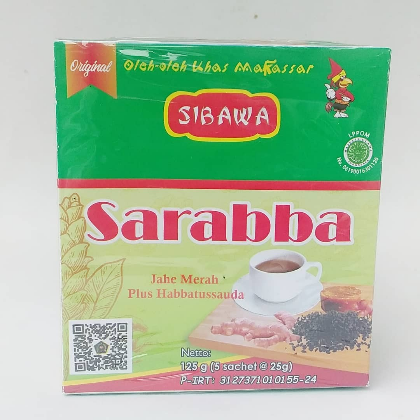 Original
Oleh-oleh Khas Makassar
SIBAWA
LPPOM
Sarabba
Jahe Merah
Plus Habbatussauda
Netto:
125 g (5 sachet @ 25g)
P-IRT: 3127371010155-24